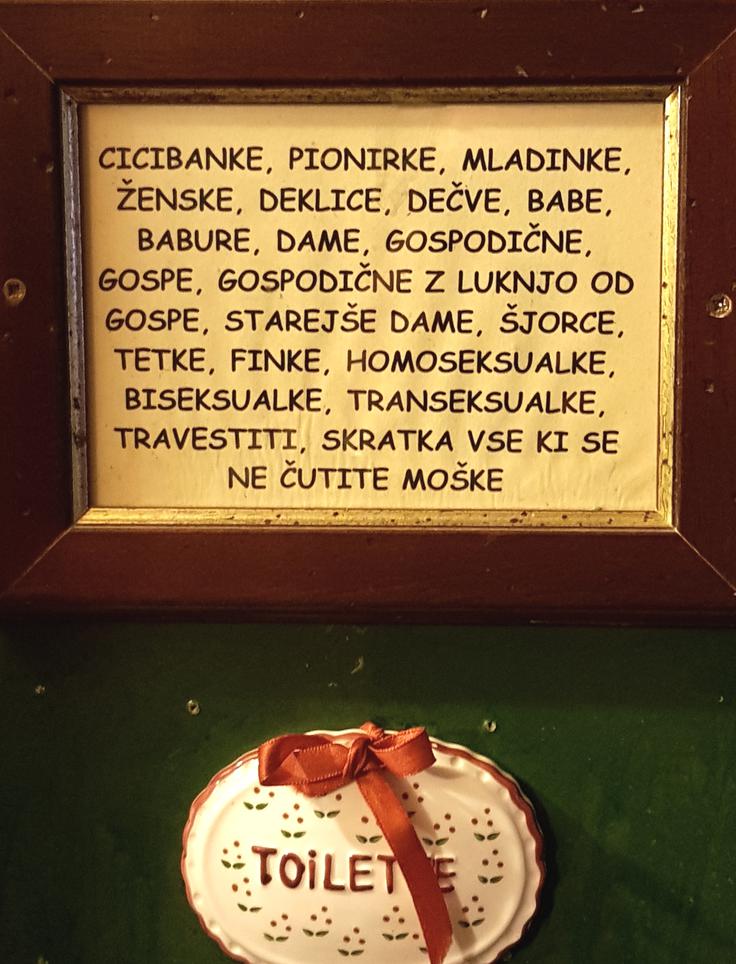 CICIBANKE, PIONIRKE, MLADINKE,
ŽENSKE, DEKLICE, DEČVE, BABE,
BABURE, DAME, GOSPODIČNE,
GOSPE, GOSPODIČNE Z LUKNJO OD
GOSPE, STAREJŠE DAME, ŠJORCE,
TETKE, FINKE, HOMOSEKSUALKE,
BISEKSUALKE, TRANSEKSUALKE,
TRAVESTITI, SKRATKA VSE KI SE
NE ČUTITE MOŠKE
TOiLETTE